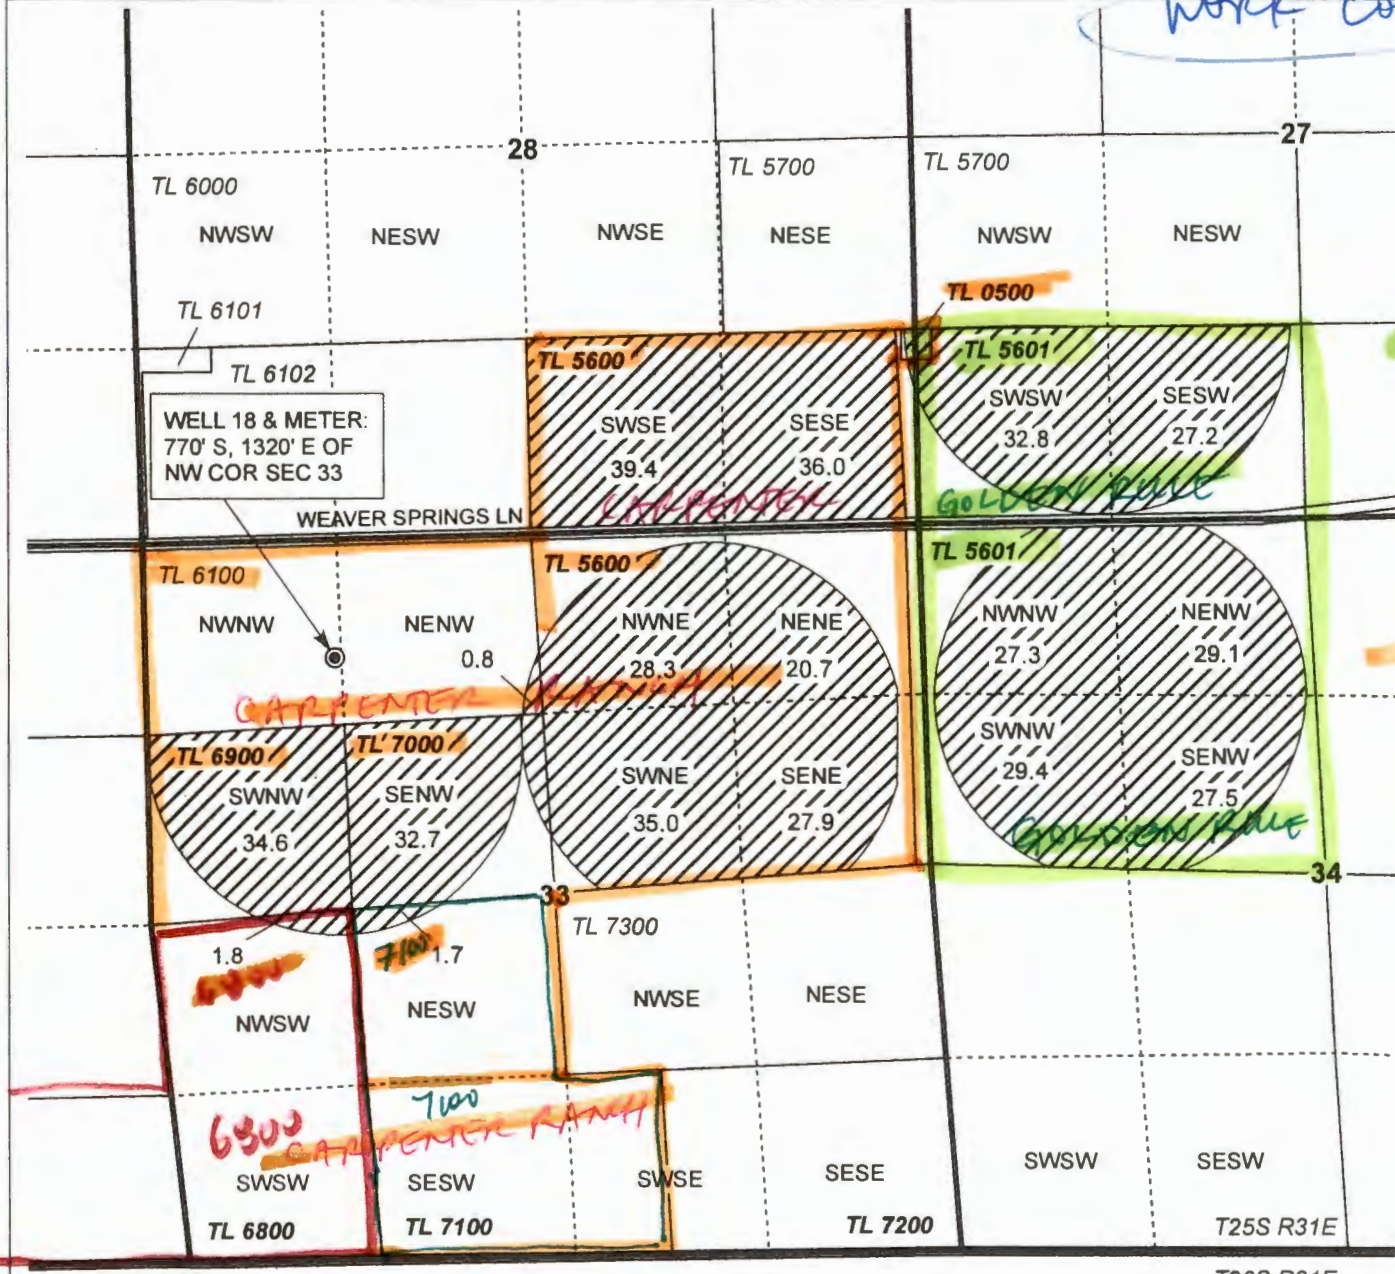 WORK
28
27
TL 6000
TL 5700
TL 5700
NWSW
NESW
NWSE
NESE
NWSW
NESW
TL 0500
TL 6101
TL 6102
TL 5600
TL 5601
WELL 18 & METER:
770' S, 1320' E OF
NW COR SEC 33
SWSE
39.4
SESE
36.0
SWSW
32.8
SESW
27.2
CARPENTER
GOLDEN RULE
WEAVER SPRINGS LN
TL 6100
TL 5600
TL 5601
NWNW
NENW
0.8
NWNE
28.3
NENE
20.7
NWNW
27.3
NENW
29.1
CARPENTER RANCH
TL 6900
TL 7000
SWNW
34.6
SENW
32.7
SWNE
35.0
SENE
27.9
SWNW
29.4
SENW
27.5
GOLDEN RULE
33
34
TL 7300
1.8
6800
7100
1.7
NWSW
NESW
NWSE
NESE
6800
7100
CARPENTER RANCH
SWSW
SESW
SWSE
SESE
SWSW
SESW
TL 6800
TL 7100
TL 7200
T25S R31E